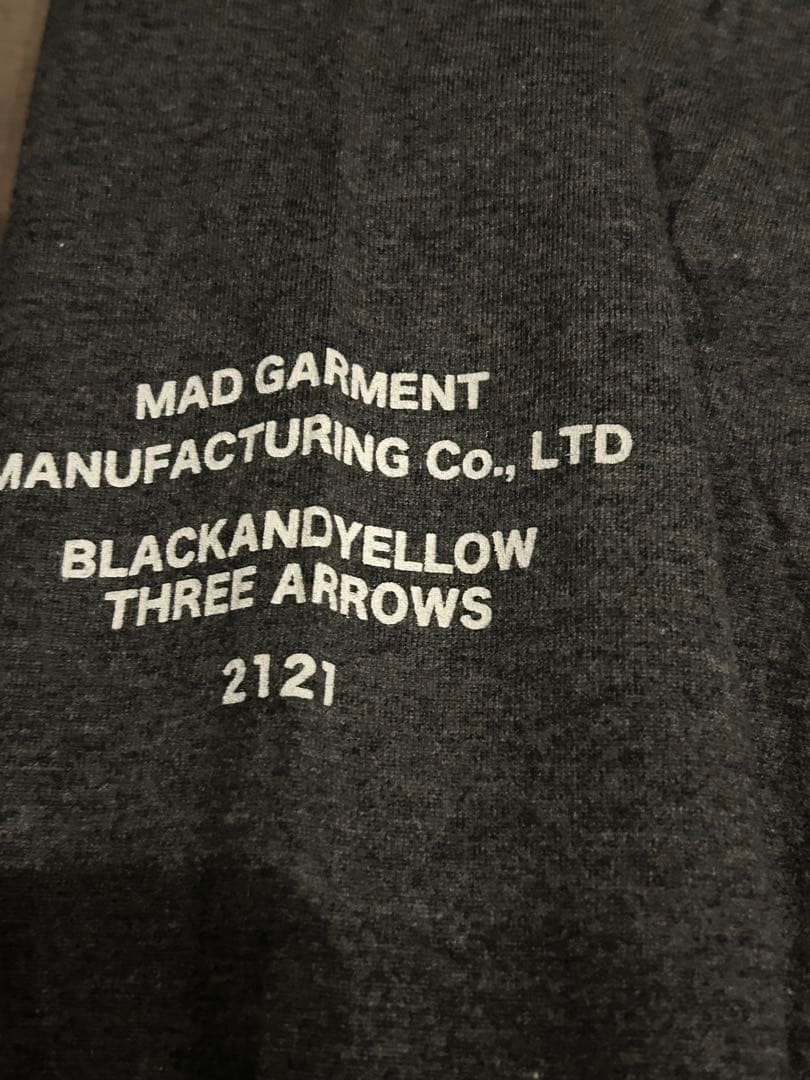 MAD GARMENT
MANUFACTURING Co., LTD
BLACKANDYELLOW
THREE ARROWS
2121